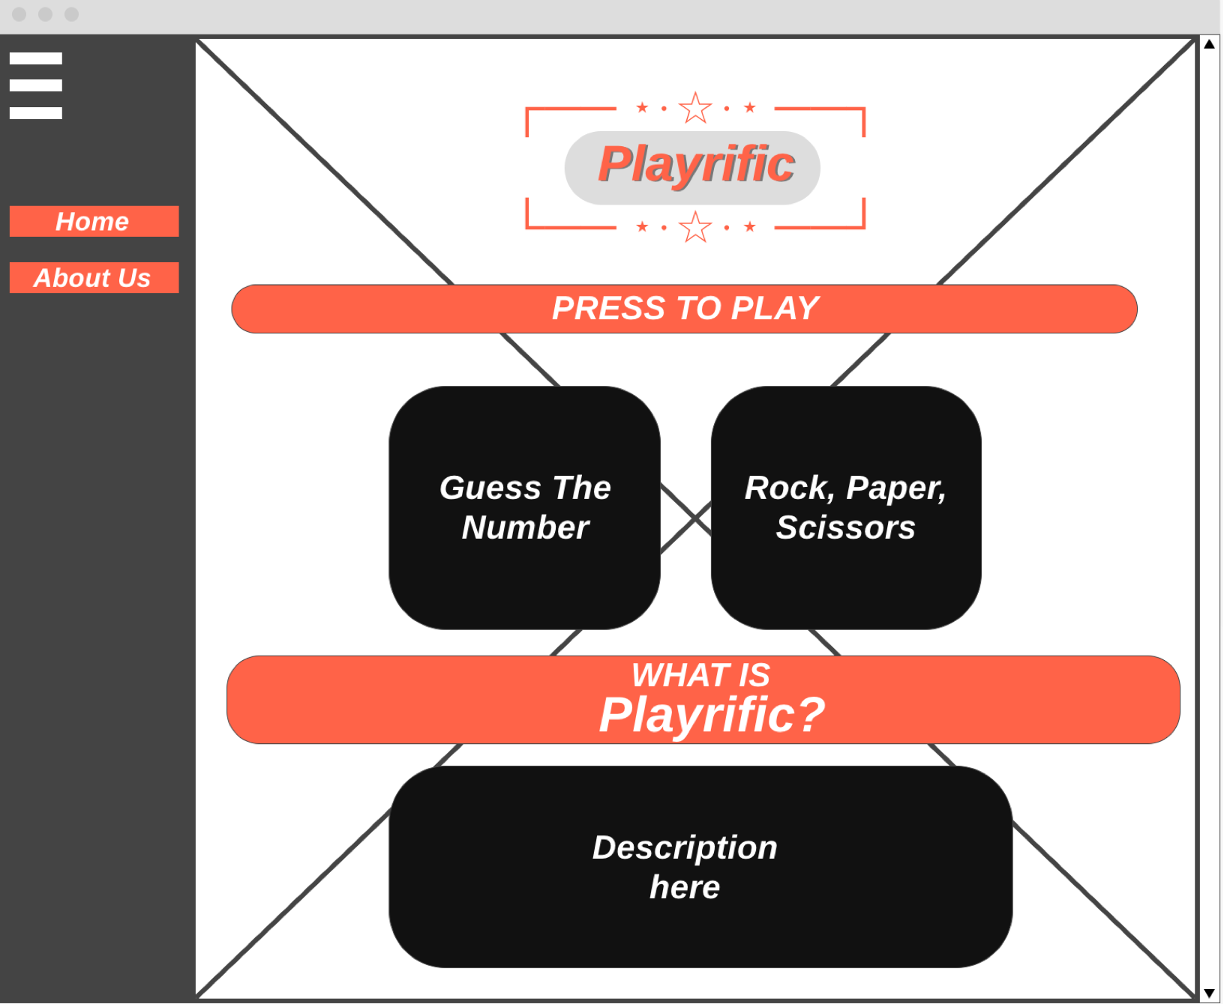 Playrific
Home
About Us
PRESS TO PLAY
Guess The
Number
Rock, Paper,
Scissors
WHAT IS
Playrific?
Description
here